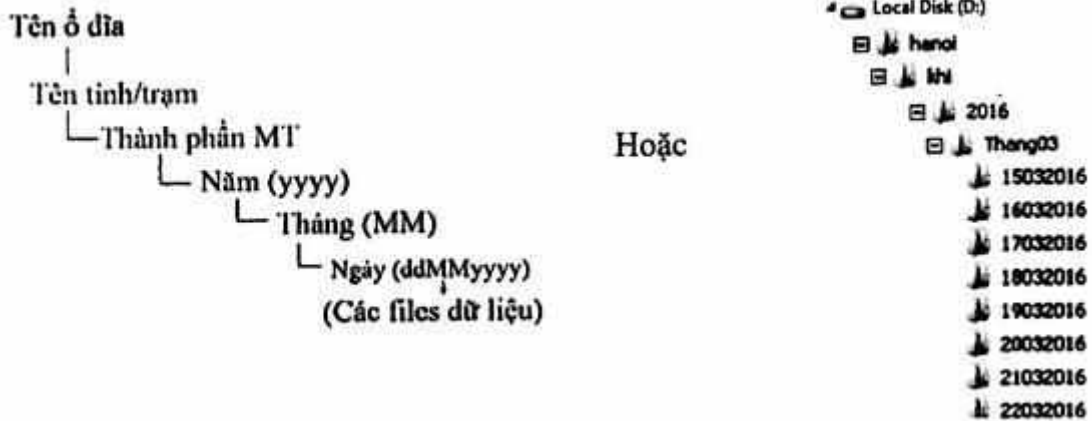 Tên ổ đĩa
Tên tỉnh/trạm
Thành phần MT
Năm (yyyy)
Tháng (MM)
Ngày (ddMMyyyy)
(Các files dữ liệu)
Hoặc
Local Disk (D:)
hanoi
khi
2016
Thang03
15032016
16032016
17032016
18032016
19032016
20032016
21032016
22032016